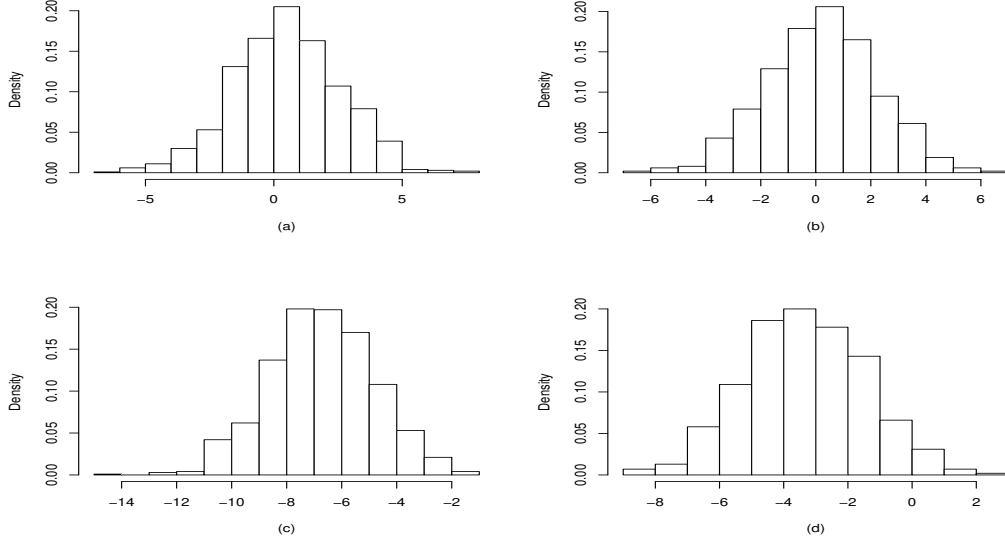 Density
0.00 0.05 0.10 0.15 0.20
−5 0 5
(a)
Density
0.00 0.05 0.10 0.15 0.20
−6 −4 −2 0 2 4 6
(b)
Density
0.00 0.05 0.10 0.15 0.20
−14 −12 −10 −8 −6 −4 −2
(c)
Density
0.00 0.05 0.10 0.15 0.20
−8 −6 −4 −2 0 2
(d)